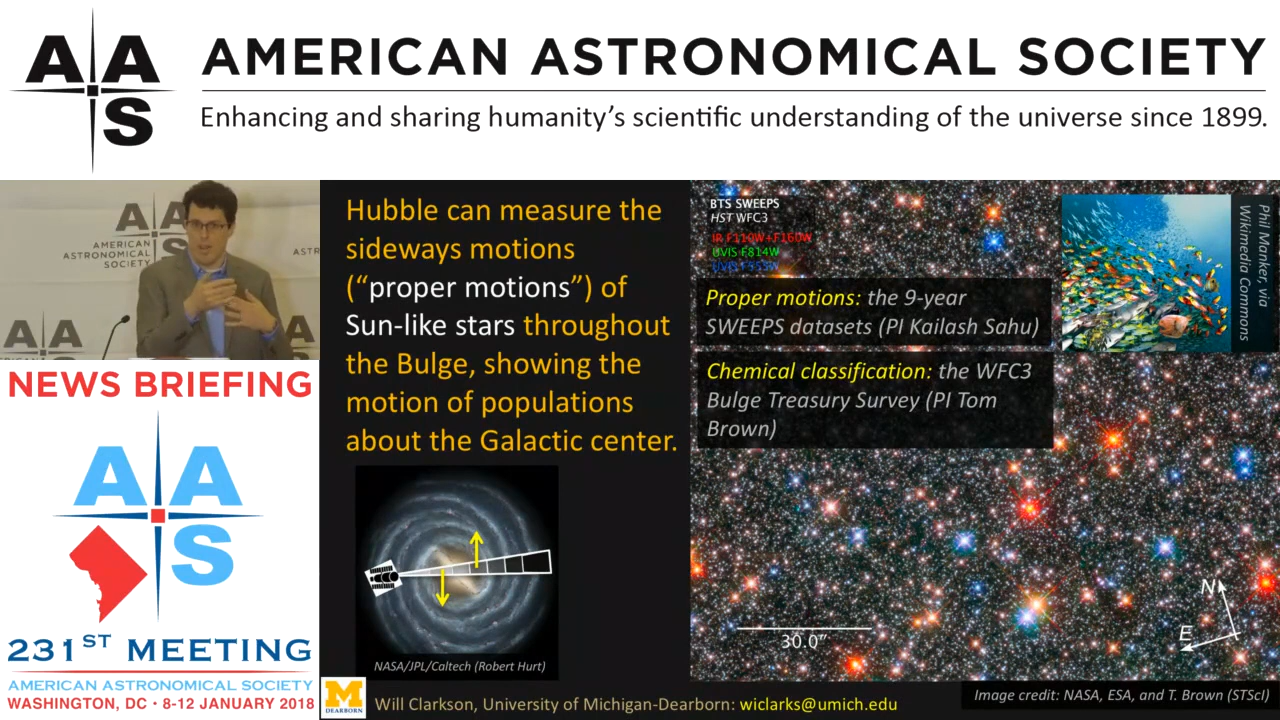 AAS
AMERICAN ASTRONOMICAL SOCIETY
Enhancing and sharing humanity's scientific understanding of the universe since 1899.
AAS
AMERICAN
ASTRONOMICAL
SOCIETY
ASTR
AA
A
NEWS BRIEFING
AAS
231ST MEETING
AMERICAN ASTRONOMICAL SOCIETY
WASHINGTON, DC • 8-12 JANUARY 2018
Hubble can measure the
sideways motions
("proper motions") of
Sun-like stars throughout
the Bulge, showing the
motion of populations
about the Galactic center.
NASA/JPL/Caltech (Robert Hurt)
BTS SWEEPS
HST WFC3
IR F110W+F160W
UVIS F814W
UVIS F555W
Proper motions: the 9-year
SWEEPS datasets (PI Kailash Sahu)
Chemical classification: the WFC3
Bulge Treasury Survey (PI Tom
Brown)
Phil Manker, via
Wikimedia Commons
30.0"
N
E
Image credit: NASA, ESA, and T. Brown (STScI)
M
DEARBORN
Will Clarkson, University of Michigan-Dearborn: wiclarks@umich.edu